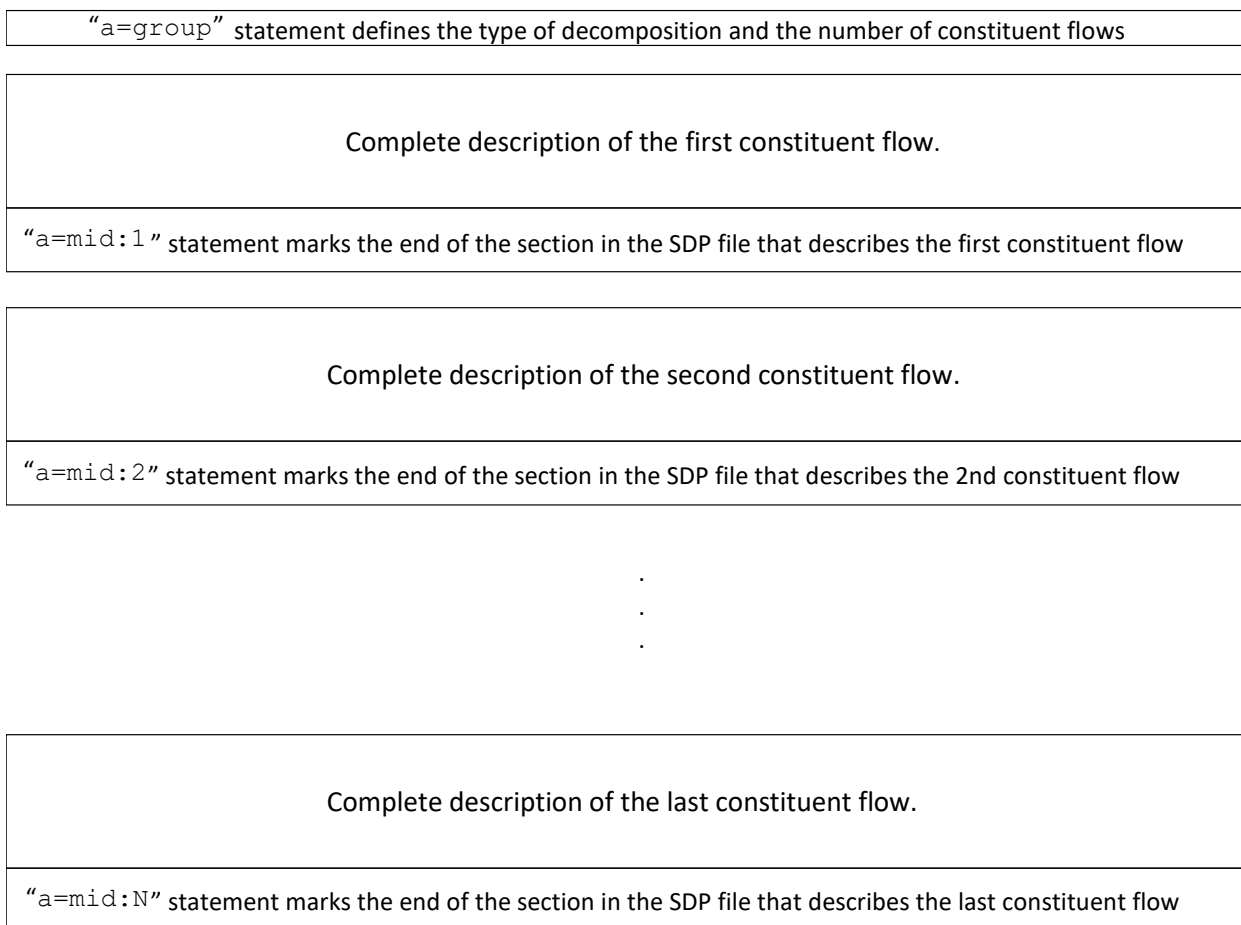 “a=group” statement defines the type of decomposition and the number of constituent flows
Complete description of the first constituent flow.
“a=mid:1” statement marks the end of the section in the SDP file that describes the first constituent flow
Complete description of the second constituent flow.
“a=mid:2” statement marks the end of the section in the SDP file that describes the 2nd constituent flow
.
.
.
Complete description of the last constituent flow.
“a=mid:N” statement marks the end of the section in the SDP file that describes the last constituent flow